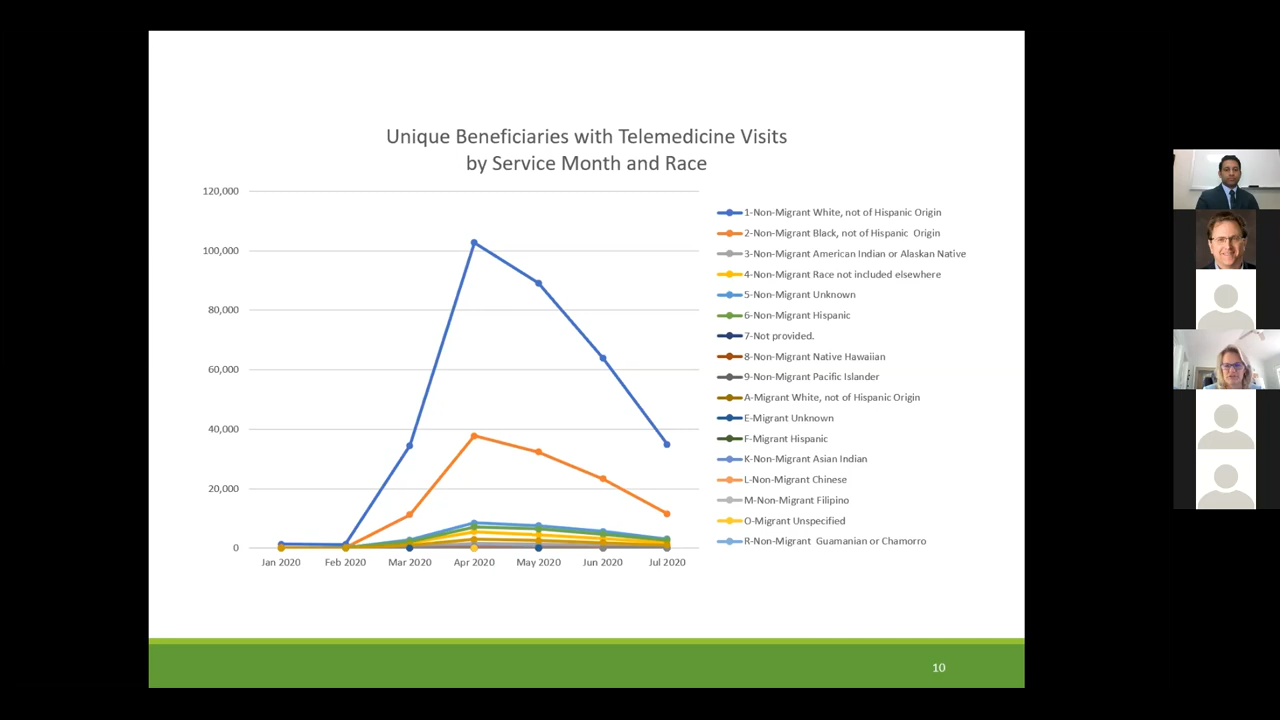 Unique Beneficiaries with Telemedicine Visits
by Service Month and Race
120,000
100,000
80,000
60,000
40,000
20,000
0
Jan 2020
Feb 2020
Mar 2020
Apr 2020
May 2020
Jun 2020
Jul 2020
1-Non-Migrant White, not of Hispanic Origin
2-Non-Migrant Black, not of Hispanic Origin
3-Non-Migrant American Indian or Alaskan Native
4-Non-Migrant Race not included elsewhere
5-Non-Migrant Unknown
6-Non-Migrant Hispanic
7-Not provided.
8-Non-Migrant Native Hawaiian
9-Non-Migrant Pacific Islander
A-Migrant White, not of Hispanic Origin
E-Migrant Unknown
F-Migrant Hispanic
K-Non-Migrant Asian Indian
L-Non-Migrant Chinese
M-Non-Migrant Filipino
O-Migrant Unspecified
R-Non-Migrant Guamanian or Chamorro
10